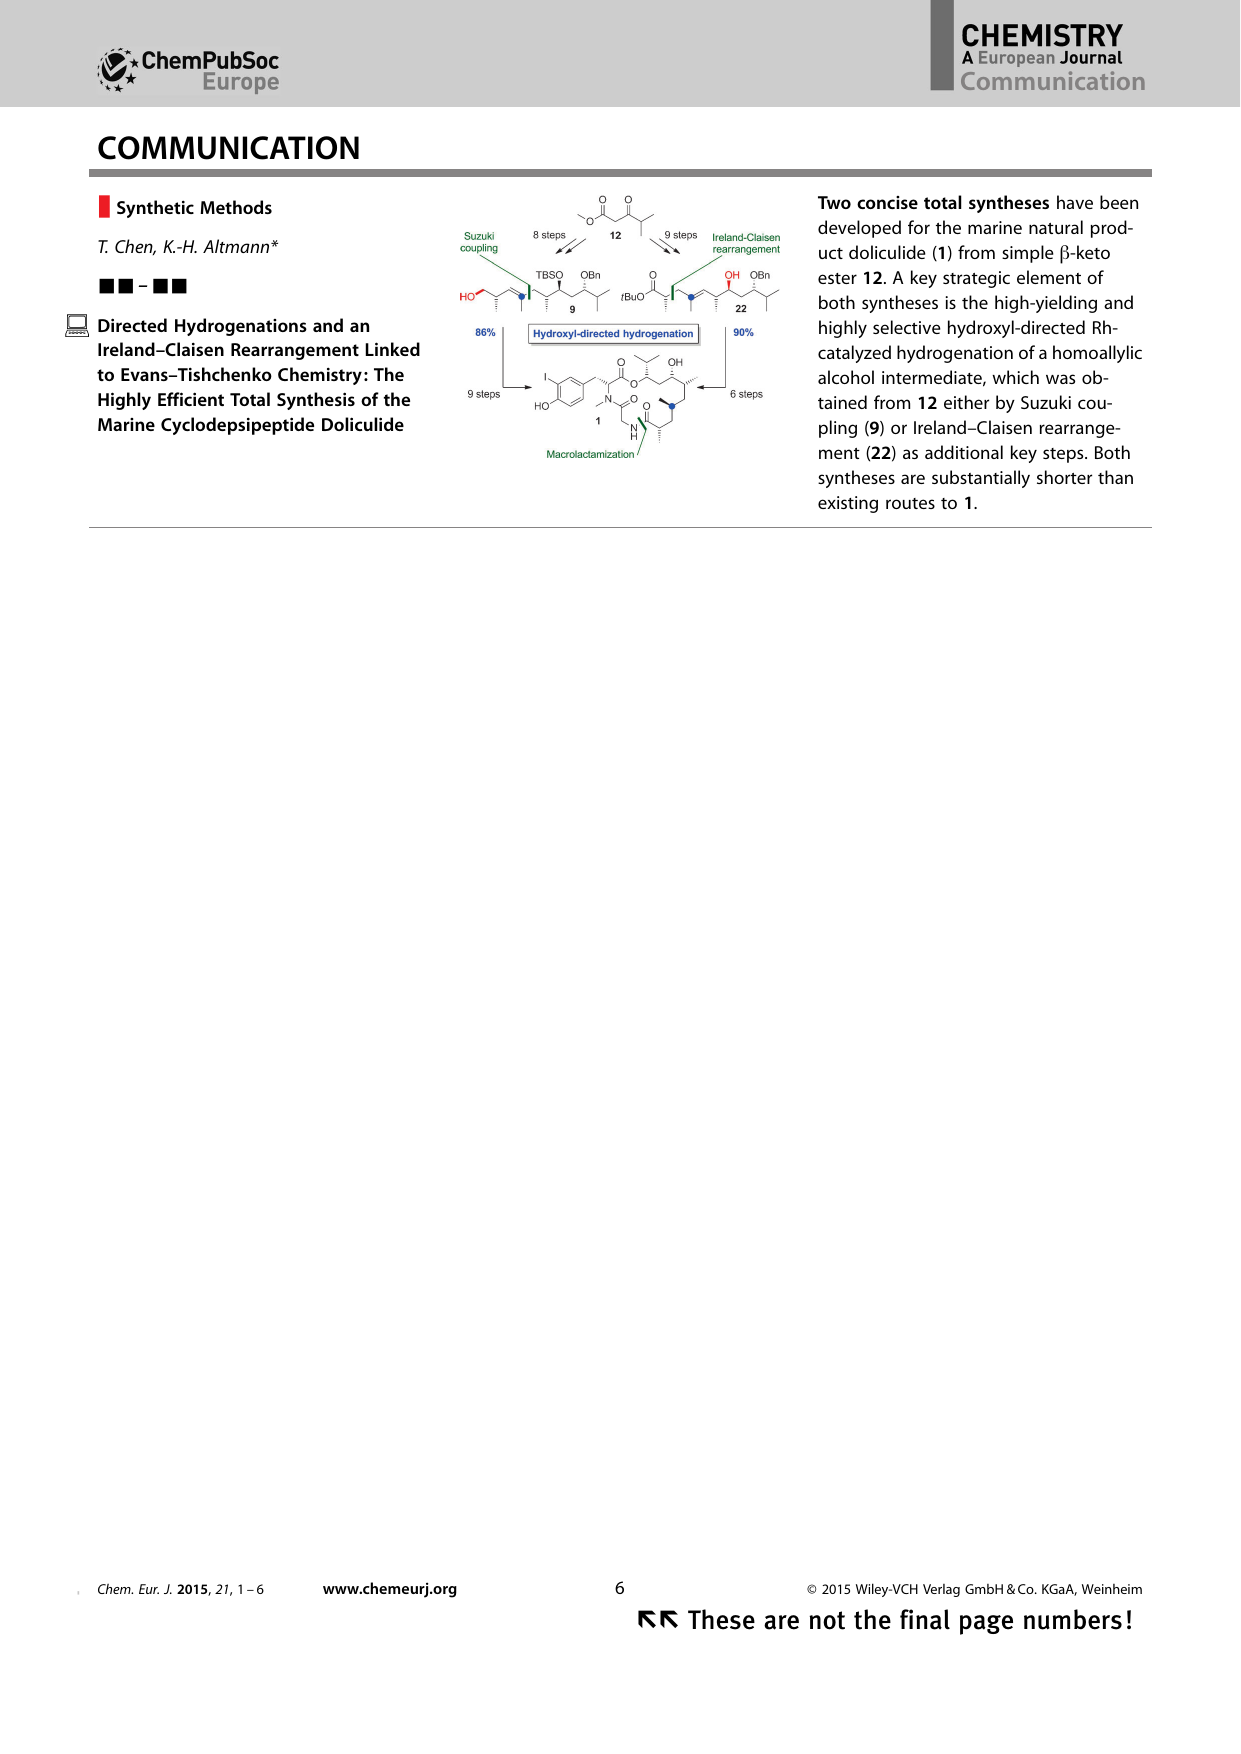 ChemPubSoc
Europe
CHEMISTRY
A European Journal
Communication
COMMUNICATION
Synthetic Methods
T. Chen, K.-H. Altmann*
■■ – ■■
Directed Hydrogenations and an
Ireland–Claisen Rearrangement Linked
to Evans–Tishchenko Chemistry: The
Highly Efficient Total Synthesis of the
Marine Cyclodepsipeptide Doliculide
O O
O
Suzuki
coupling
8 steps
12
9 steps
Ireland-Claisen
rearrangement
TBSO OBn
HO
9
O
tBuO
OH OBn
22
86%
Hydroxyl-directed hydrogenation
90%
O
OH
I
O
HO
N
O
O
1
N
H
9 steps
6 steps
Macrolactamization
Two concise total syntheses have been
developed for the marine natural prod-
uct doliculide (1) from simple β-keto
ester 12. A key strategic element of
both syntheses is the high-yielding and
highly selective hydroxyl-directed Rh-
catalyzed hydrogenation of a homoallylic
alcohol intermediate, which was ob-
tained from 12 either by Suzuki cou-
pling (9) or Ireland–Claisen rearrange-
ment (22) as additional key steps. Both
syntheses are substantially shorter than
existing routes to 1.
Chem. Eur. J. 2015, 21, 1 – 6
www.chemeurj.org
6
© 2015 Wiley-VCH Verlag GmbH & Co. KGaA, Weinheim
These are not the final page numbers!